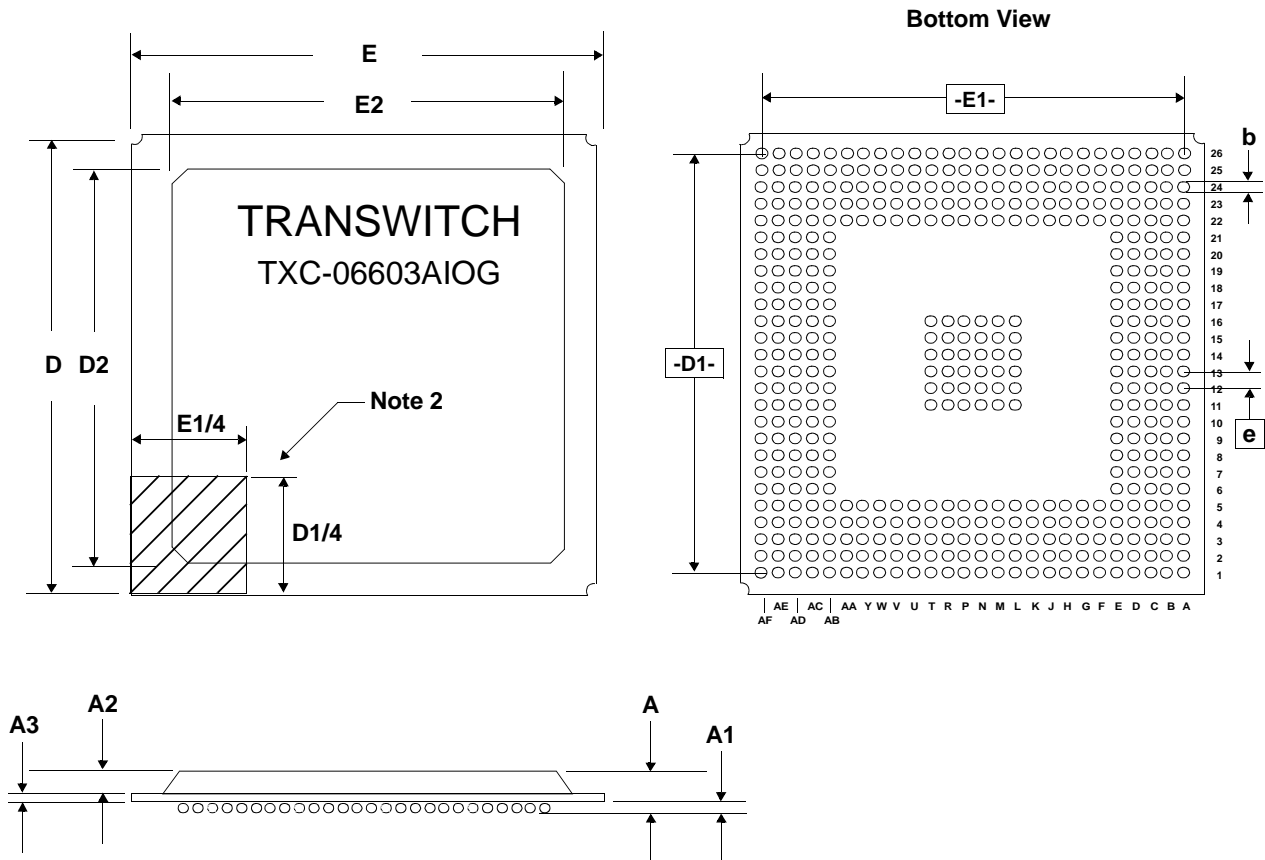 Bottom View
E
E2
-E1-
b
TRANSWITCH
TXC-06603AIOG
D
D2
-D1-
Note 2
E1/4
D1/4
e
26
25
24
23
22
21
20
19
18
17
16
15
14
13
12
11
10
9
8
7
6
5
4
3
2
1
AE AC AA Y W V U T R P N M L K J H G F E D C B A
AF AD AB
A3
A2
A
A1